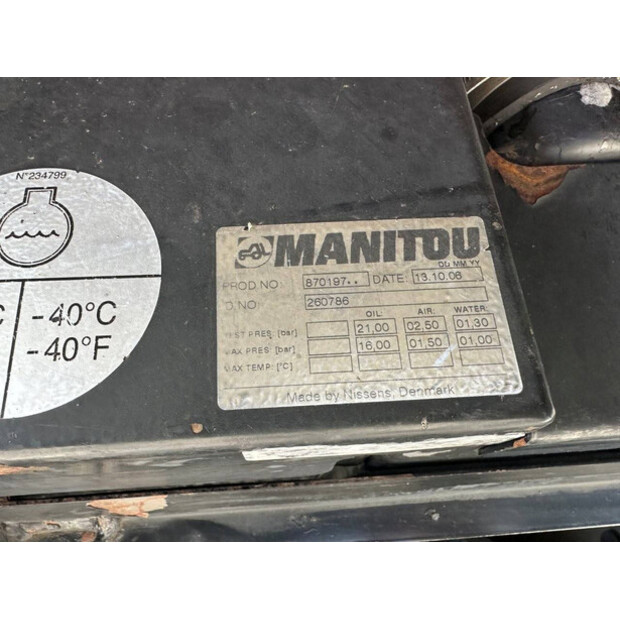 N°234799
-40°C
-40°F
MANITOU
DD MM YY
PROD NO: 870197.. DATE: 13.10.08
D.NO: 260786
OIL: AIR: WATER:
TEST PRES: [bar] 21,00 02,50 01,30
MAX PRES: [bar] 16,00 01,50 01,00
MAX TEMP: [°C]
Made by Nissens, Denmark